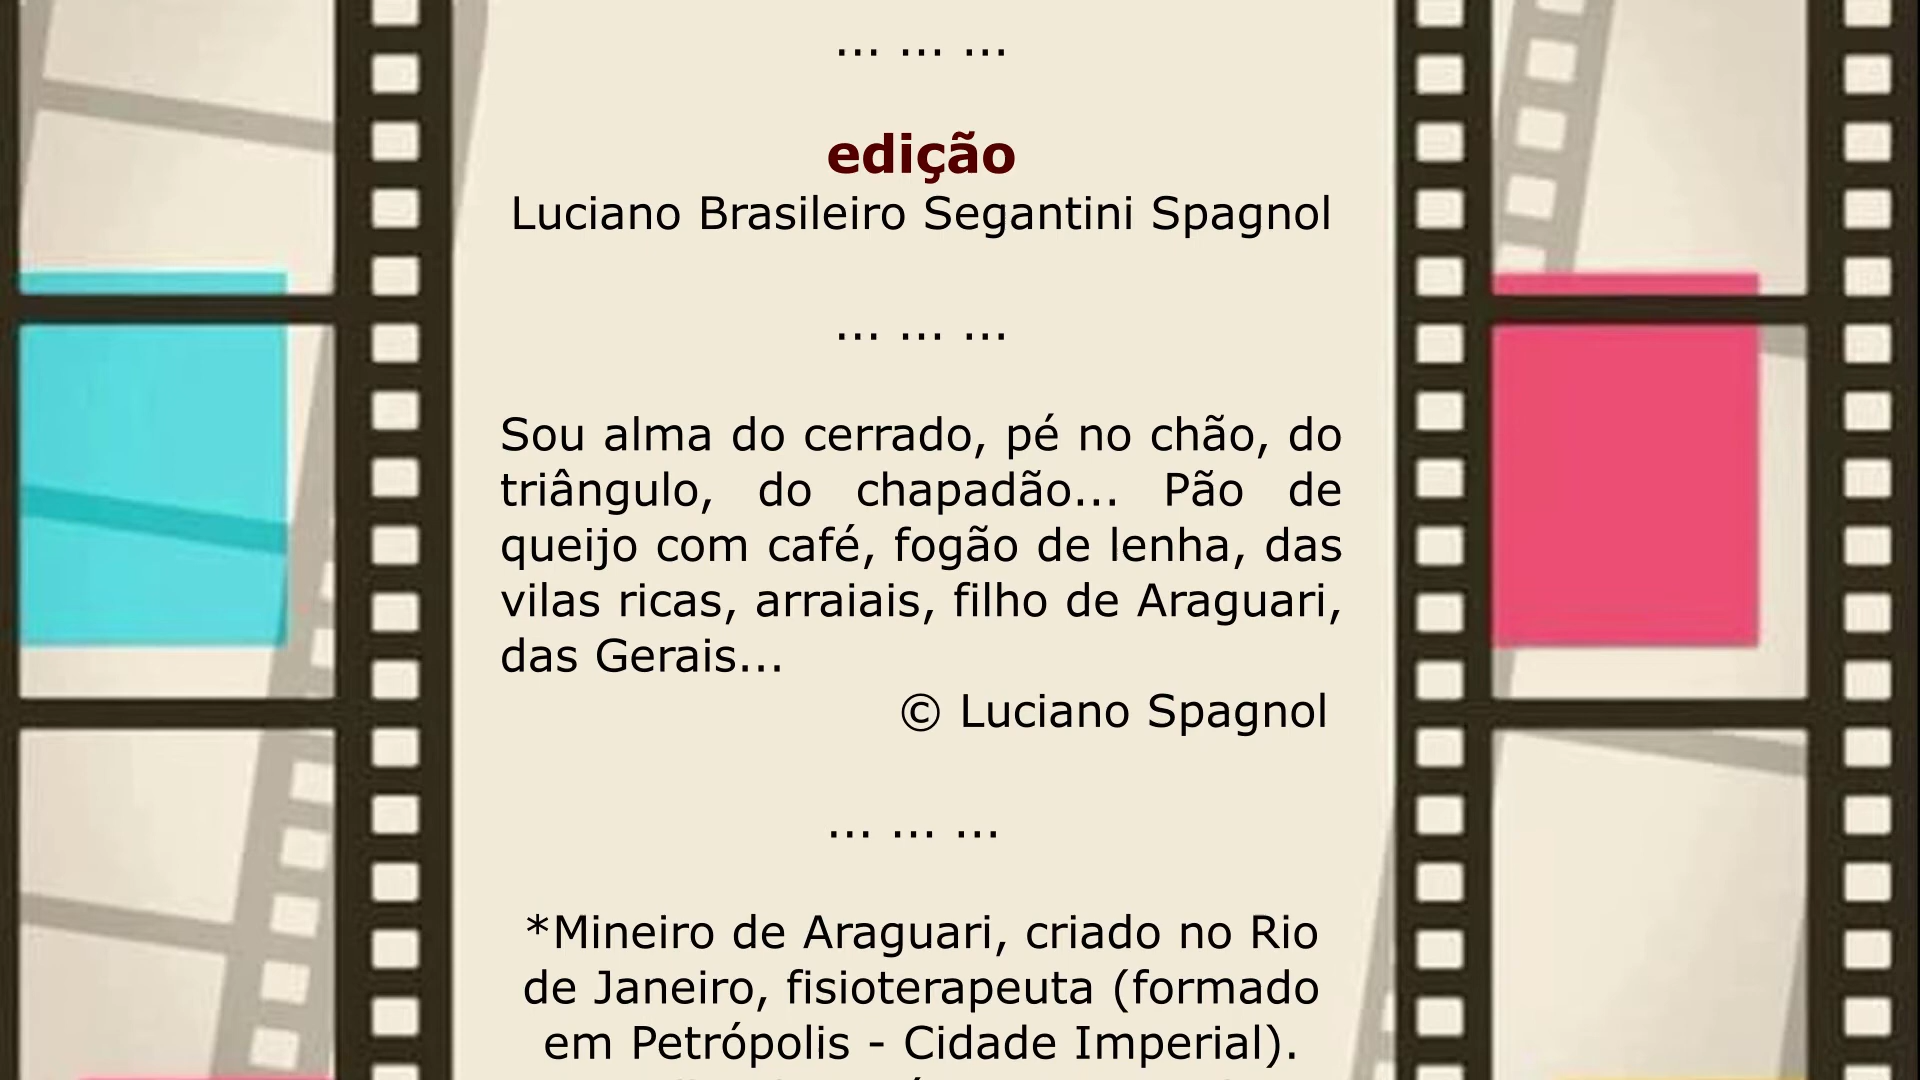 ... ... ...
edição
Luciano Brasileiro Segantini Spagnol
... ... ...
Sou alma do cerrado, pé no chão, do
triângulo, do chapadão... Pão de
queijo com café, fogão de lenha, das
vilas ricas, arraiais, filho de Araguari,
das Gerais...
© Luciano Spagnol
... ... ...
*Mineiro de Araguari, criado no Rio
de Janeiro, fisioterapeuta (formado
em Petrópolis - Cidade Imperial).